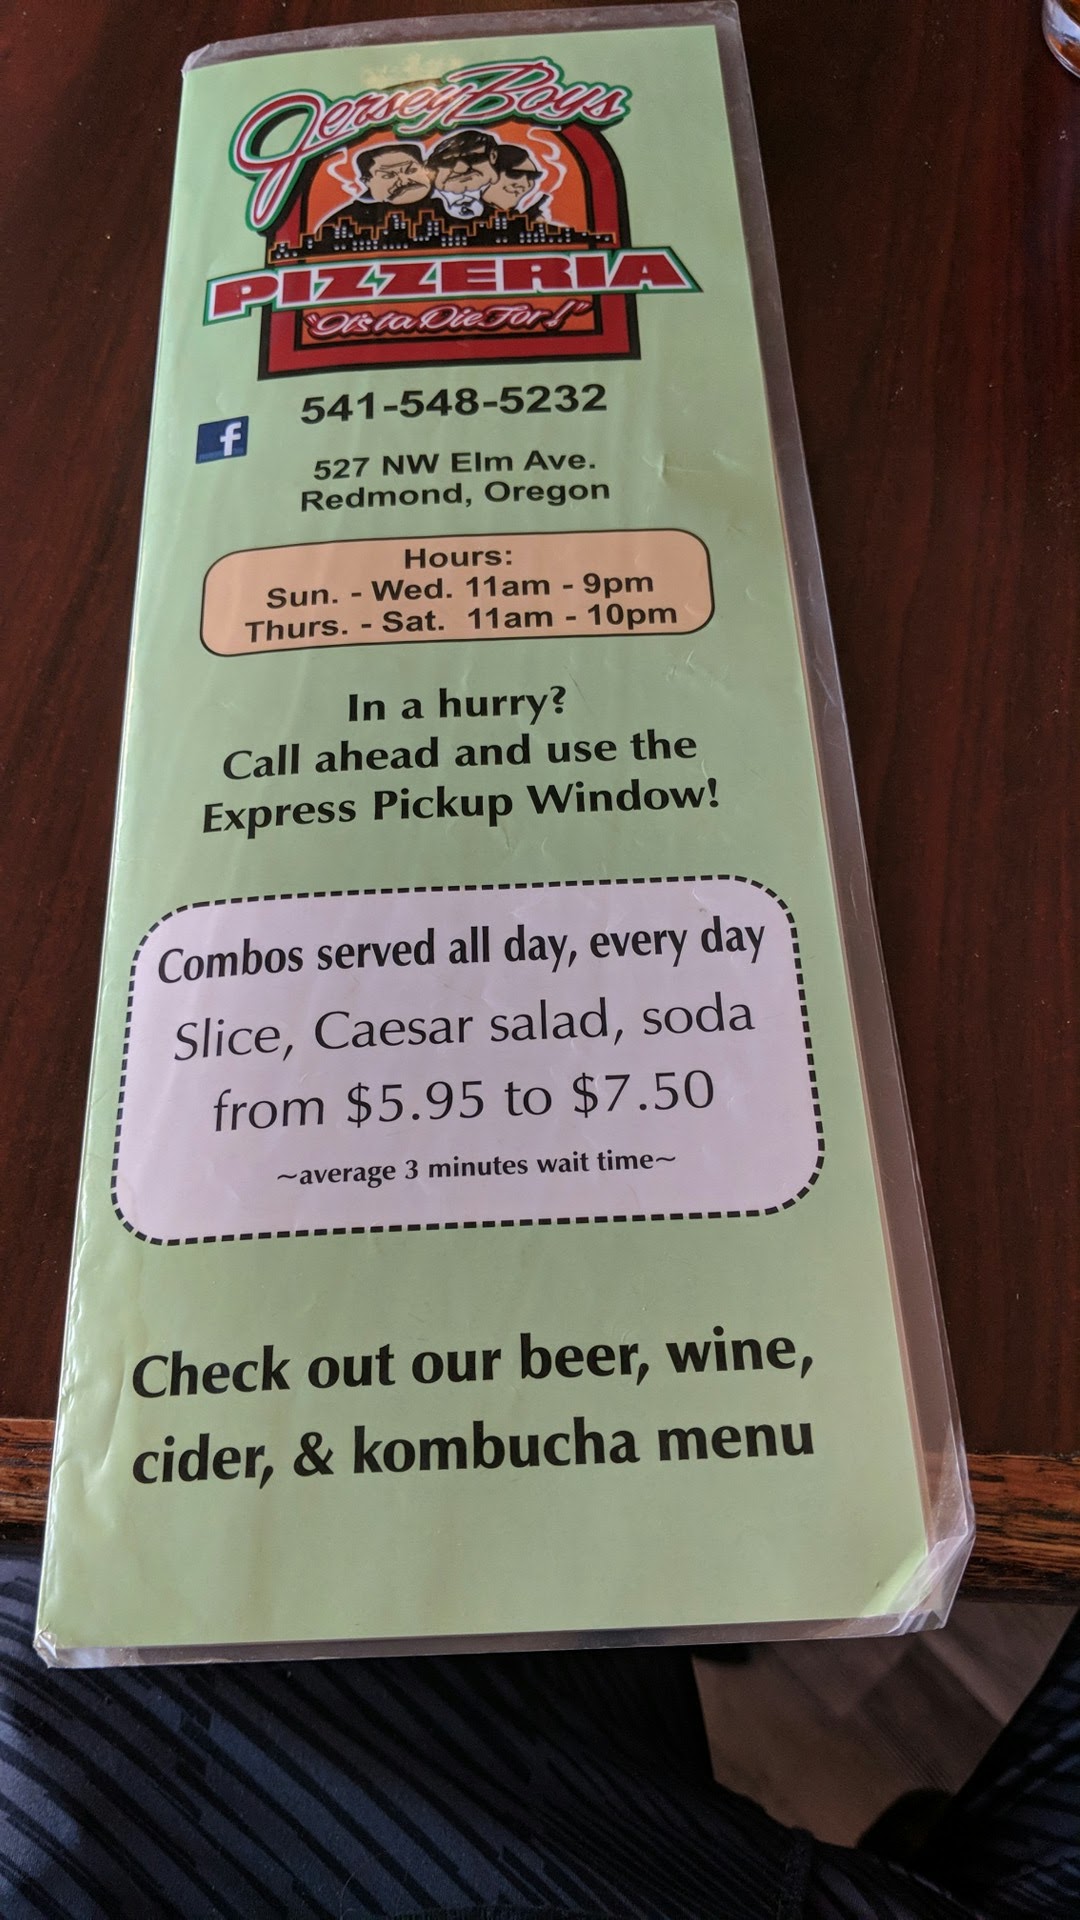 Jersey Boys
PIZZERIA
"It's to Die For!"
541-548-5232
f
527 NW Elm Ave.
Redmond, Oregon
Hours:
Sun. - Wed. 11am - 9pm
Thurs. - Sat. 11am - 10pm
In a hurry?
Call ahead and use the
Express Pickup Window!
Combos served all day, every day
Slice, Caesar salad, soda
from $5.95 to $7.50
~average 3 minutes wait time~
Check out our beer, wine,
cider, & kombucha menu